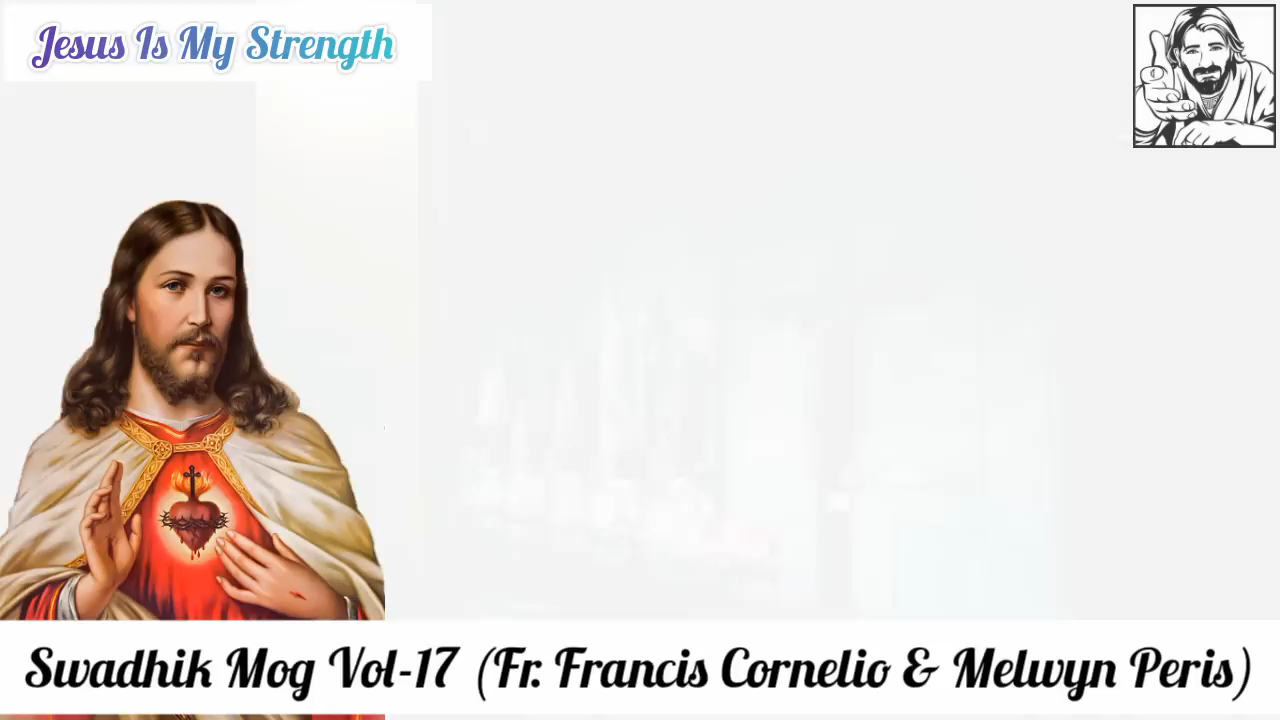 Jesus Is My Strength
Swadhik Mog Vol-17 (Fr. Francis Cornelio & Melwyn Peris)